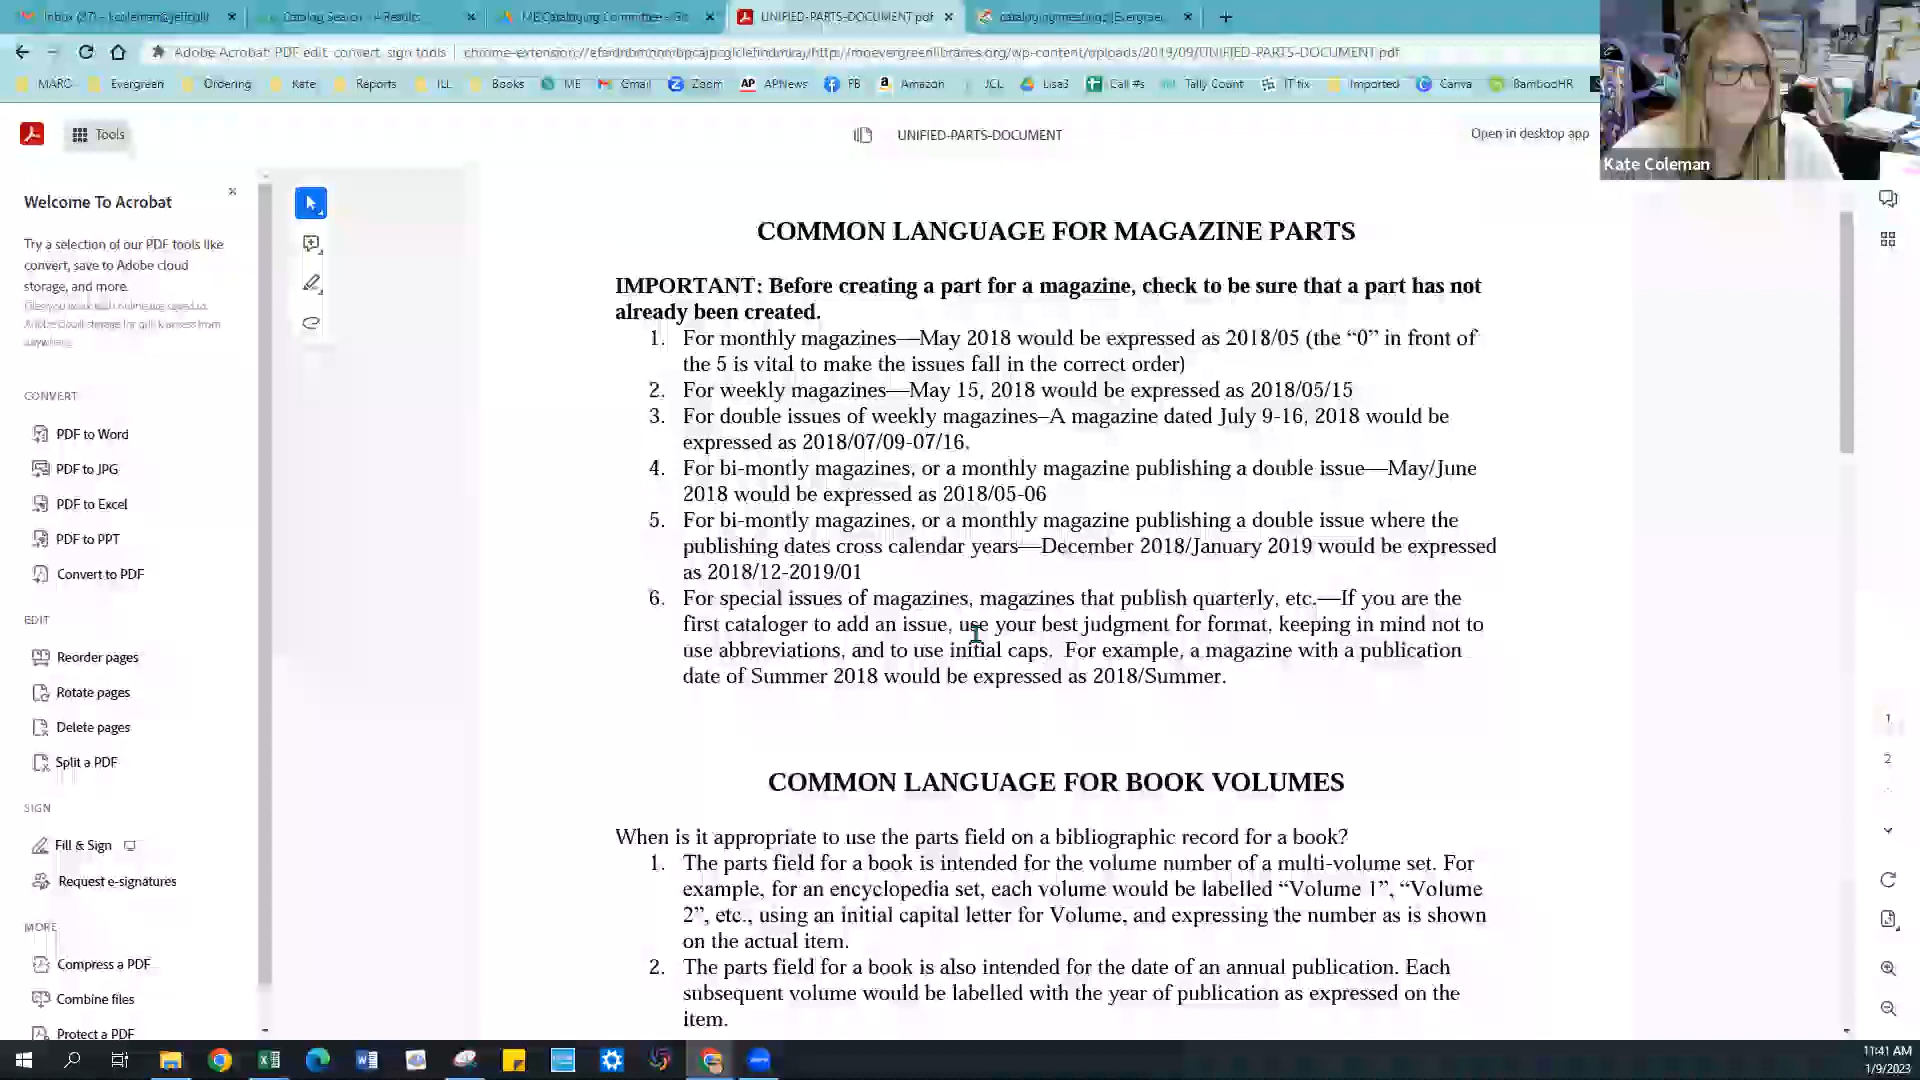 UNIFIED-PARTS-DOCUMENT.pdf
Adobe Acrobat: PDF edit, convert, sign tools
MARC Evergreen Ordering Kate Reports ILL Books ME Gmail Zoom AP APNews FB Amazon JCL Lisa3 Call #s Tally Count IT fix Imported Canva BambooHR
Tools
UNIFIED-PARTS-DOCUMENT
Open in desktop app
Kate Coleman
Welcome To Acrobat
Try a selection of our PDF tools like
convert, save to Adobe cloud
storage, and more.
CONVERT
PDF to Word
PDF to JPG
PDF to Excel
PDF to PPT
Convert to PDF
EDIT
Reorder pages
Rotate pages
Delete pages
Split a PDF
SIGN
Fill & Sign
Request e-signatures
MORE
Compress a PDF
Combine files
Protect a PDF
COMMON LANGUAGE FOR MAGAZINE PARTS
IMPORTANT: Before creating a part for a magazine, check to be sure that a part has not
already been created.
1. For monthly magazines—May 2018 would be expressed as 2018/05 (the “0” in front of
the 5 is vital to make the issues fall in the correct order)
2. For weekly magazines—May 15, 2018 would be expressed as 2018/05/15
3. For double issues of weekly magazines–A magazine dated July 9-16, 2018 would be
expressed as 2018/07/09-07/16.
4. For bi-montly magazines, or a monthly magazine publishing a double issue—May/June
2018 would be expressed as 2018/05-06
5. For bi-montly magazines, or a monthly magazine publishing a double issue where the
publishing dates cross calendar years—December 2018/January 2019 would be expressed
as 2018/12-2019/01
6. For special issues of magazines, magazines that publish quarterly, etc.—If you are the
first cataloger to add an issue, use your best judgment for format, keeping in mind not to
use abbreviations, and to use initial caps. For example, a magazine with a publication
date of Summer 2018 would be expressed as 2018/Summer.
COMMON LANGUAGE FOR BOOK VOLUMES
When is it appropriate to use the parts field on a bibliographic record for a book?
1. The parts field for a book is intended for the volume number of a multi-volume set. For
example, for an encyclopedia set, each volume would be labelled “Volume 1”, “Volume
2”, etc., using an initial capital letter for Volume, and expressing the number as is shown
on the actual item.
2. The parts field for a book is also intended for the date of an annual publication. Each
subsequent volume would be labelled with the year of publication as expressed on the
item.
1
2
11:41 AM
1/9/2023